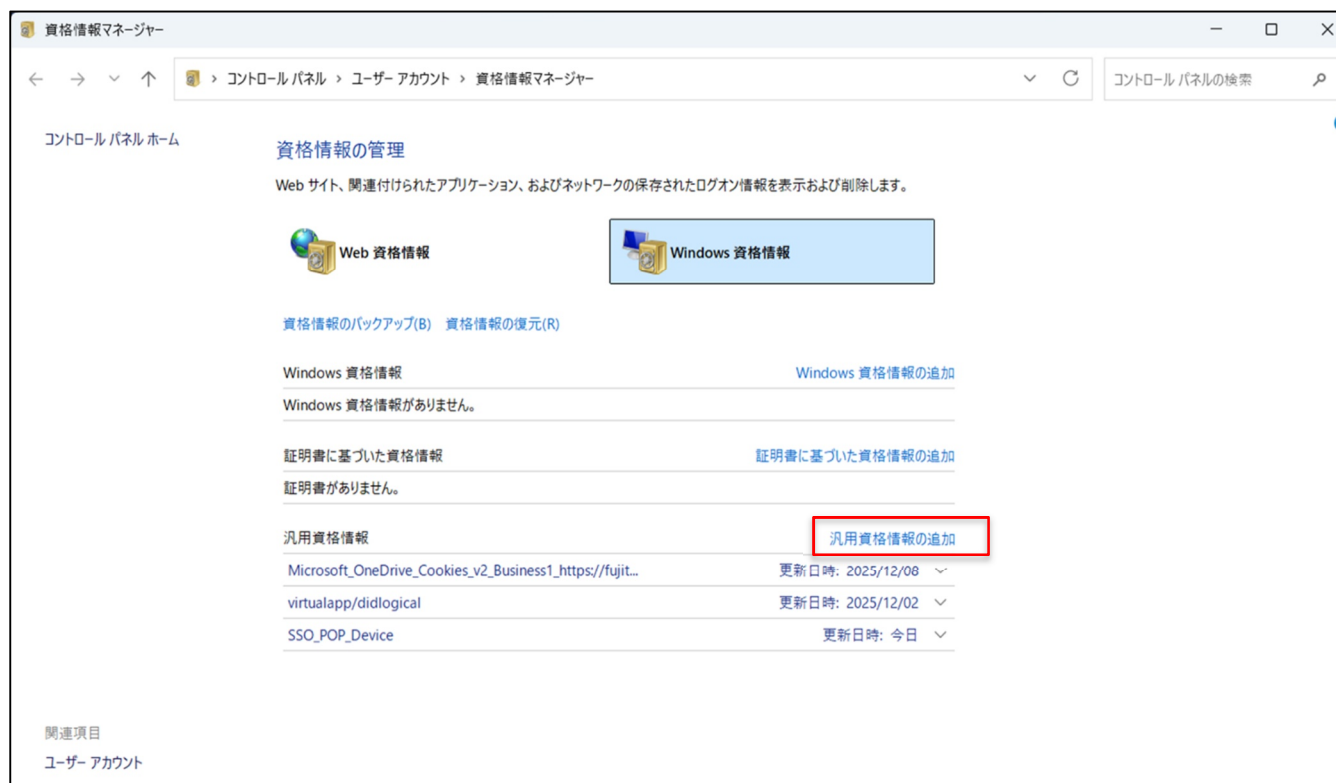 資格情報マネージャー
コントロール パネル > ユーザー アカウント > 資格情報マネージャー
コントロール パネルの検索
コントロール パネル ホーム
資格情報の管理
Web サイト、関連付けられたアプリケーション、およびネットワークの保存されたログオン情報を表示および削除します。
Web 資格情報
Windows 資格情報
資格情報のバックアップ(B) 資格情報の復元(R)
Windows 資格情報 Windows 資格情報の追加
Windows 資格情報がありません。
証明書に基づいた資格情報 証明書に基づいた資格情報の追加
証明書がありません。
汎用資格情報 汎用資格情報の追加
Microsoft_OneDrive_Cookies_v2_Business1_https://fujit... 更新日時: 2025/12/08
virtualapp/didlogical 更新日時: 2025/12/02
SSO_POP_Device 更新日時: 今日
関連項目
ユーザー アカウント